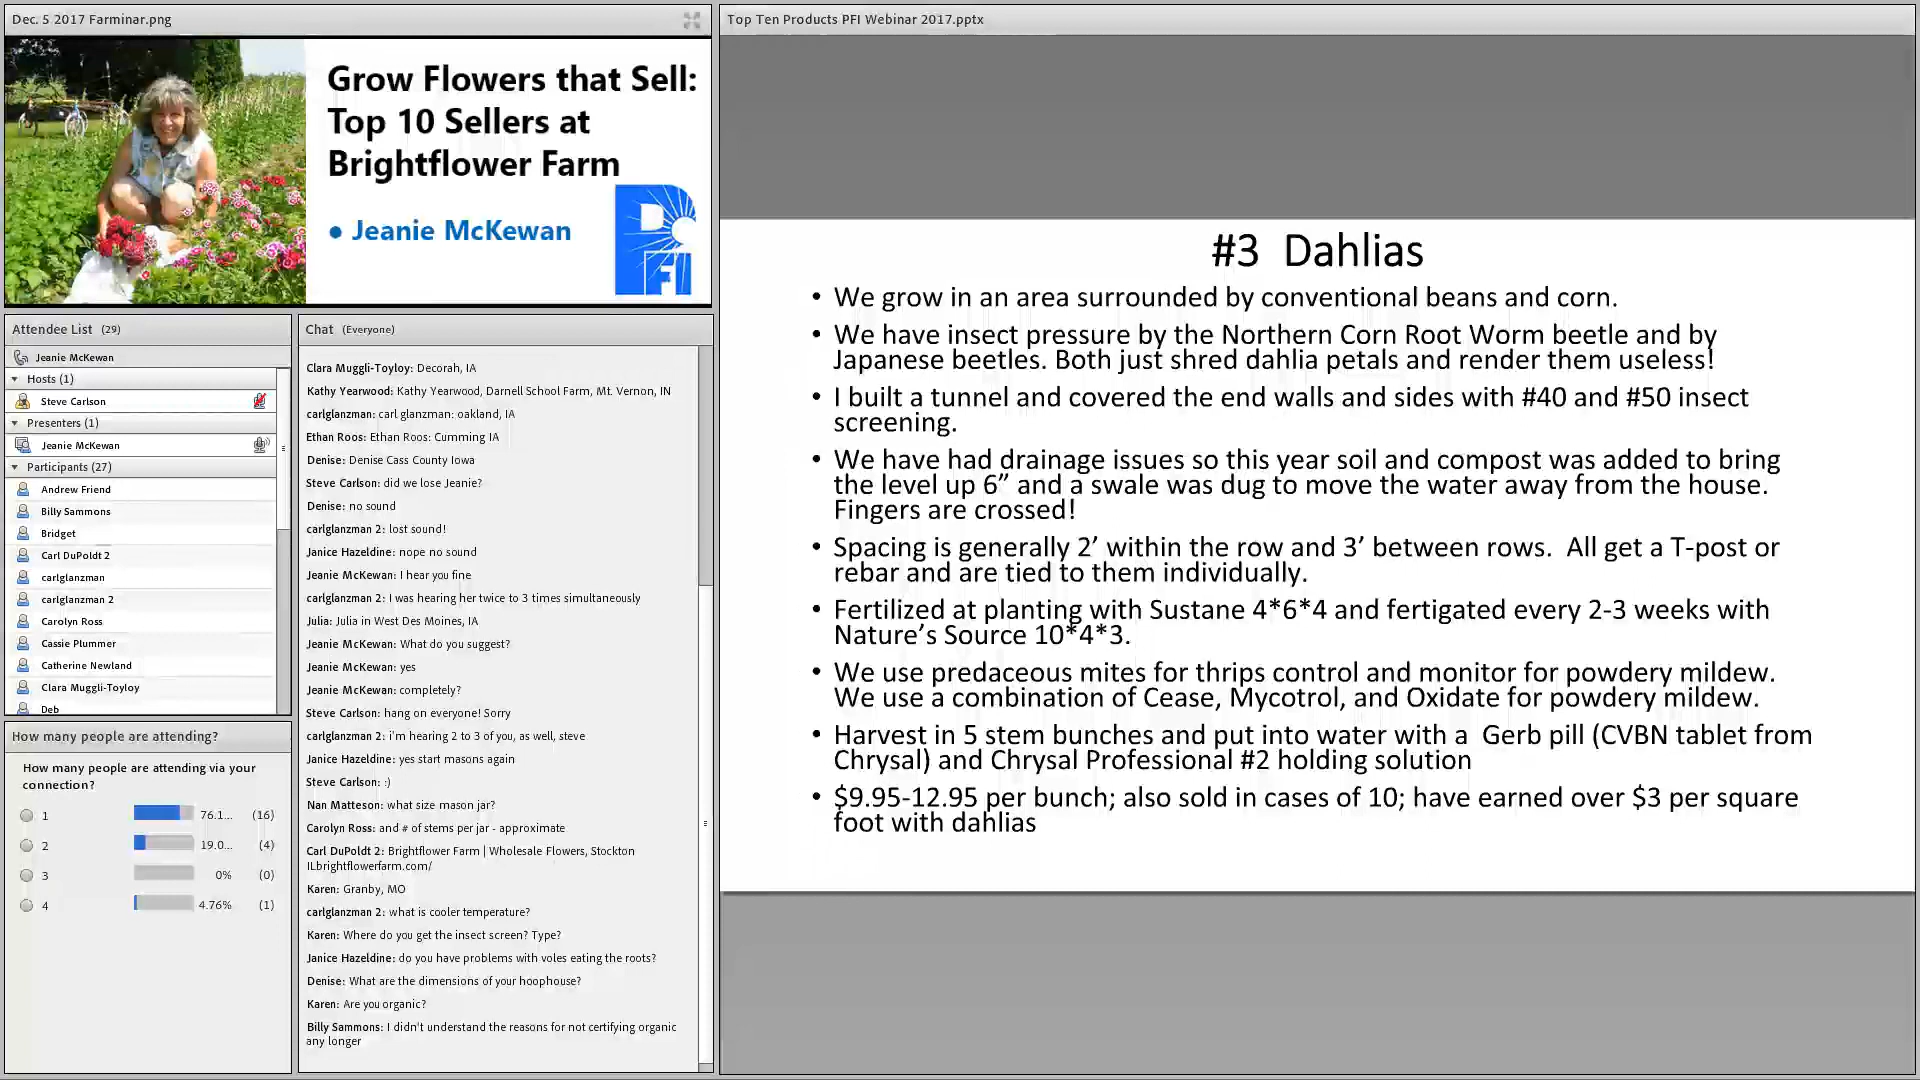 Dec. 5 2017 Farminar.png
Grow Flowers that Sell:
Top 10 Sellers at
Brightflower Farm
• Jeanie McKewan
PFI
Attendee List (29)
Jeanie McKewan
Hosts (1)
Steve Carlson
Presenters (1)
Jeanie McKewan
Participants (27)
Andrew Friend
Billy Sammons
Bridget
Carl DuPoldt 2
carlglanzman
carlglanzman 2
Carolyn Ross
Cassie Plummer
Catherine Newland
Clara Muggli-Toyloy
Deb
How many people are attending?
How many people are attending via your
connection?
1 76.1... (16)
2 19.0... (4)
3 0% (0)
4 4.76% (1)
Chat (Everyone)
Clara Muggli-Toyloy: Decorah, IA
Kathy Yearwood: Kathy Yearwood, Darnell School Farm, Mt. Vernon, IN
carlglanzman: carl glanzman: oakland, IA
Ethan Roos: Ethan Roos: Cumming IA
Denise: Denise Cass County Iowa
Steve Carlson: did we lose Jeanie?
Denise: no sound
carlglanzman 2: lost sound!
Janice Hazeldine: nope no sound
Jeanie McKewan: I hear you fine
carlglanzman 2: I was hearing her twice to 3 times simultaneously
Julia: Julia in West Des Moines, IA
Jeanie McKewan: What do you suggest?
Jeanie McKewan: yes
Jeanie McKewan: completely?
Steve Carlson: hang on everyone! Sorry
carlglanzman 2: i'm hearing 2 to 3 of you, as well, steve
Janice Hazeldine: yes start masons again
Steve Carlson: :)
Nan Matteson: what size mason jar?
Carolyn Ross: and # of stems per jar - approximate
Carl DuPoldt 2: Brightflower Farm | Wholesale Flowers, Stockton
ILbrightflowerfarm.com/
Karen: Granby, MO
carlglanzman 2: what is cooler temperature?
Karen: Where do you get the insect screen? Type?
Janice Hazeldine: do you have problems with voles eating the roots?
Denise: What are the dimensions of your hoophouse?
Karen: Are you organic?
Billy Sammons: I didn't understand the reasons for not certifying organic
any longer
Top Ten Products PFI Webinar 2017.pptx
#3 Dahlias
• We grow in an area surrounded by conventional beans and corn.
• We have insect pressure by the Northern Corn Root Worm beetle and by
Japanese beetles. Both just shred dahlia petals and render them useless!
• I built a tunnel and covered the end walls and sides with #40 and #50 insect
screening.
• We have had drainage issues so this year soil and compost was added to bring
the level up 6” and a swale was dug to move the water away from the house.
Fingers are crossed!
• Spacing is generally 2’ within the row and 3’ between rows. All get a T-post or
rebar and are tied to them individually.
• Fertilized at planting with Sustane 4*6*4 and fertigated every 2-3 weeks with
Nature’s Source 10*4*3.
• We use predaceous mites for thrips control and monitor for powdery mildew.
We use a combination of Cease, Mycotrol, and Oxidate for powdery mildew.
• Harvest in 5 stem bunches and put into water with a Gerb pill (CVBN tablet from
Chrysal) and Chrysal Professional #2 holding solution
• $9.95-12.95 per bunch; also sold in cases of 10; have earned over $3 per square
foot with dahlias